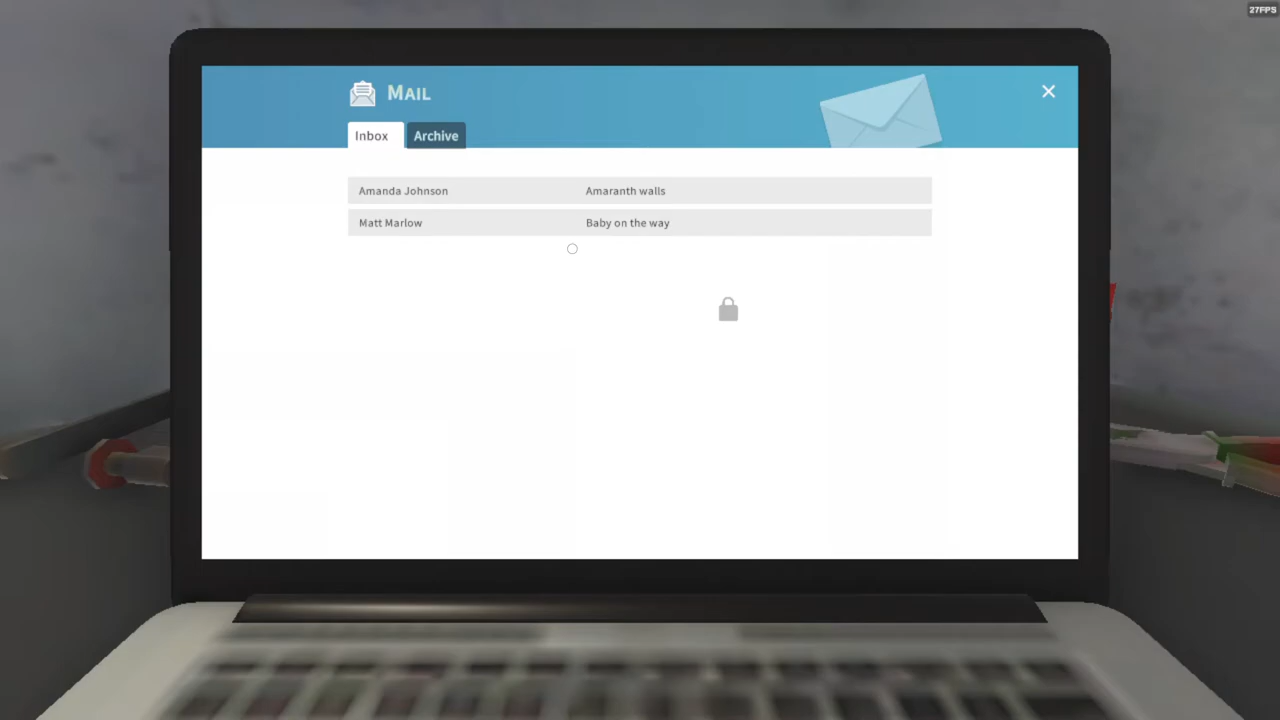 27FPS
MAIL
Inbox Archive
Amanda Johnson Amaranth walls
Matt Marlow Baby on the way